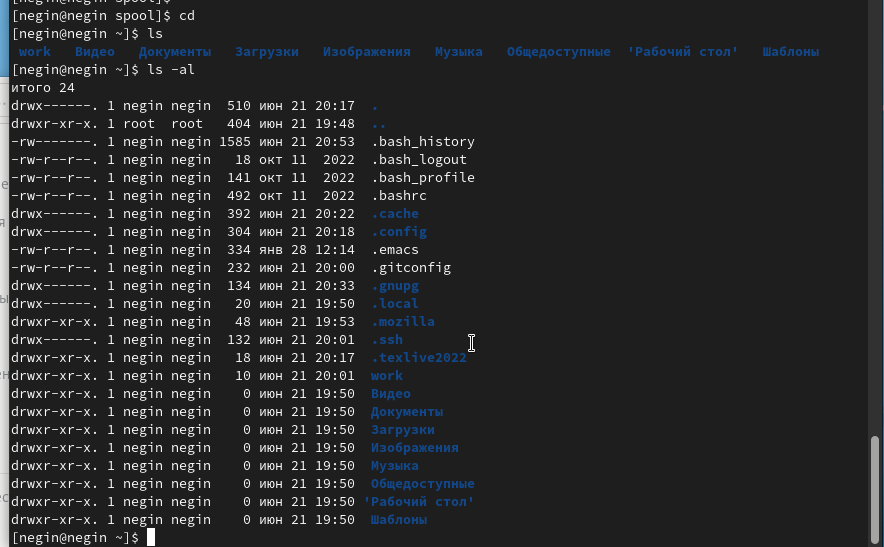 [negin@negin spool]$
[negin@negin spool]$ cd
[negin@negin ~]$ ls
work Видео Документы Загрузки Изображения Музыка Общедоступные 'Рабочий стол' Шаблоны
[negin@negin ~]$ ls -al
итого 24
drwx------. 1 negin negin 510 июн 21 20:17 .
drwxr-xr-x. 1 root root 404 июн 21 19:48 ..
-rw-------. 1 negin negin 1585 июн 21 20:53 .bash_history
-rw-r--r--. 1 negin negin 18 окт 11 2022 .bash_logout
-rw-r--r--. 1 negin negin 141 окт 11 2022 .bash_profile
-rw-r--r--. 1 negin negin 492 окт 11 2022 .bashrc
drwx------. 1 negin negin 392 июн 21 20:22 .cache
drwx------. 1 negin negin 304 июн 21 20:18 .config
-rw-r--r--. 1 negin negin 334 янв 28 12:14 .emacs
-rw-r--r--. 1 negin negin 232 июн 21 20:00 .gitconfig
drwx------. 1 negin negin 134 июн 21 20:33 .gnupg
drwx------. 1 negin negin 20 июн 21 19:50 .local
drwxr-xr-x. 1 negin negin 48 июн 21 19:53 .mozilla
drwx------. 1 negin negin 132 июн 21 20:01 .ssh
drwxr-xr-x. 1 negin negin 18 июн 21 20:17 .texlive2022
drwxr-xr-x. 1 negin negin 10 июн 21 20:01 work
drwxr-xr-x. 1 negin negin 0 июн 21 19:50 Видео
drwxr-xr-x. 1 negin negin 0 июн 21 19:50 Документы
drwxr-xr-x. 1 negin negin 0 июн 21 19:50 Загрузки
drwxr-xr-x. 1 negin negin 0 июн 21 19:50 Изображения
drwxr-xr-x. 1 negin negin 0 июн 21 19:50 Музыка
drwxr-xr-x. 1 negin negin 0 июн 21 19:50 Общедоступные
drwxr-xr-x. 1 negin negin 0 июн 21 19:50 'Рабочий стол'
drwxr-xr-x. 1 negin negin 0 июн 21 19:50 Шаблоны
[negin@negin ~]$